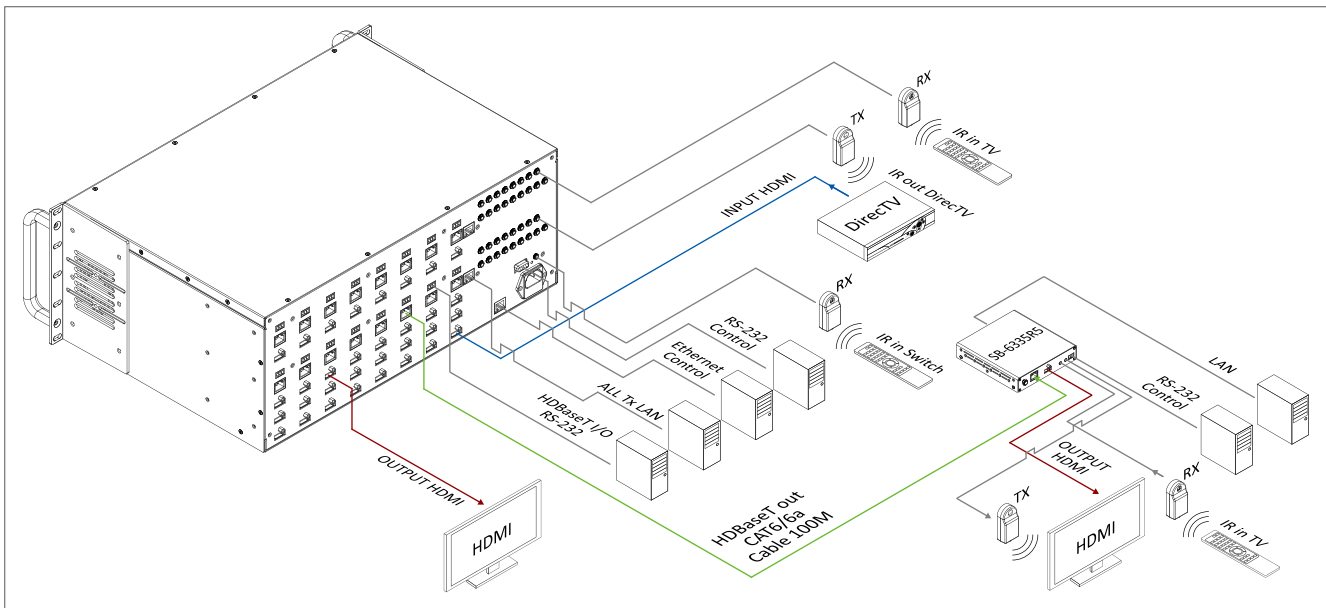 RX
TX
IR in TV
INPUT HDMI
IR out DirecTV
DirecTV
RX
RS-232
Control
IR in Switch
SB-6335R5
Ethernet
Control
LAN
ALL Tx LAN
RS-232
Control
HDBaseT I/O
RS-232
OUTPUT HDMI
OUTPUT
HDMI
RX
TX
HDBaseT out
CAT6/6a
Cable 100M
HDMI
HDMI
IR in TV